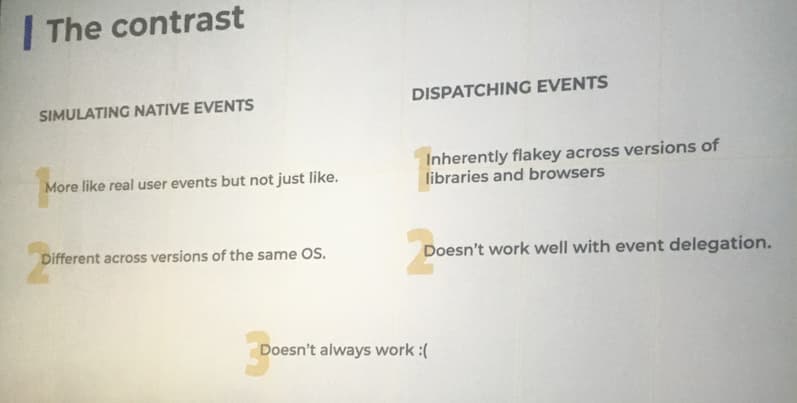 The contrast
SIMULATING NATIVE EVENTS
1
More like real user events but not just like.
2
Different across versions of the same OS.
DISPATCHING EVENTS
1
Inherently flakey across versions of
libraries and browsers
2
Doesn't work well with event delegation.
3
Doesn't always work :(